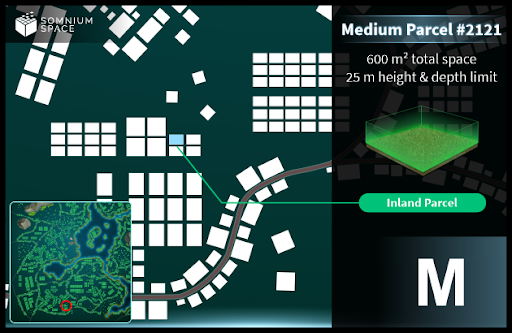 SOMNIUM
SPACE
Medium Parcel #2121
600 m² total space
25 m height & depth limit
Inland Parcel
M